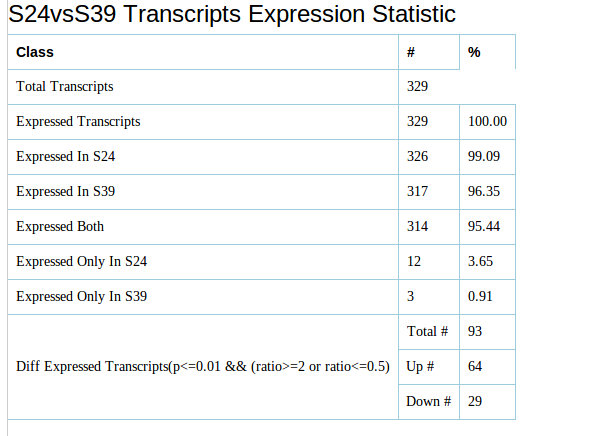 S24vsS39 Transcripts Expression Statistic
Class # %
Total Transcripts 329
Expressed Transcripts 329 100.00
Expressed In S24 326 99.09
Expressed In S39 317 96.35
Expressed Both 314 95.44
Expressed Only In S24 12 3.65
Expressed Only In S39 3 0.91
Total # 93
Diff Expressed Transcripts(p<=0.01 && (ratio>=2 or ratio<=0.5) Up # 64
Down # 29